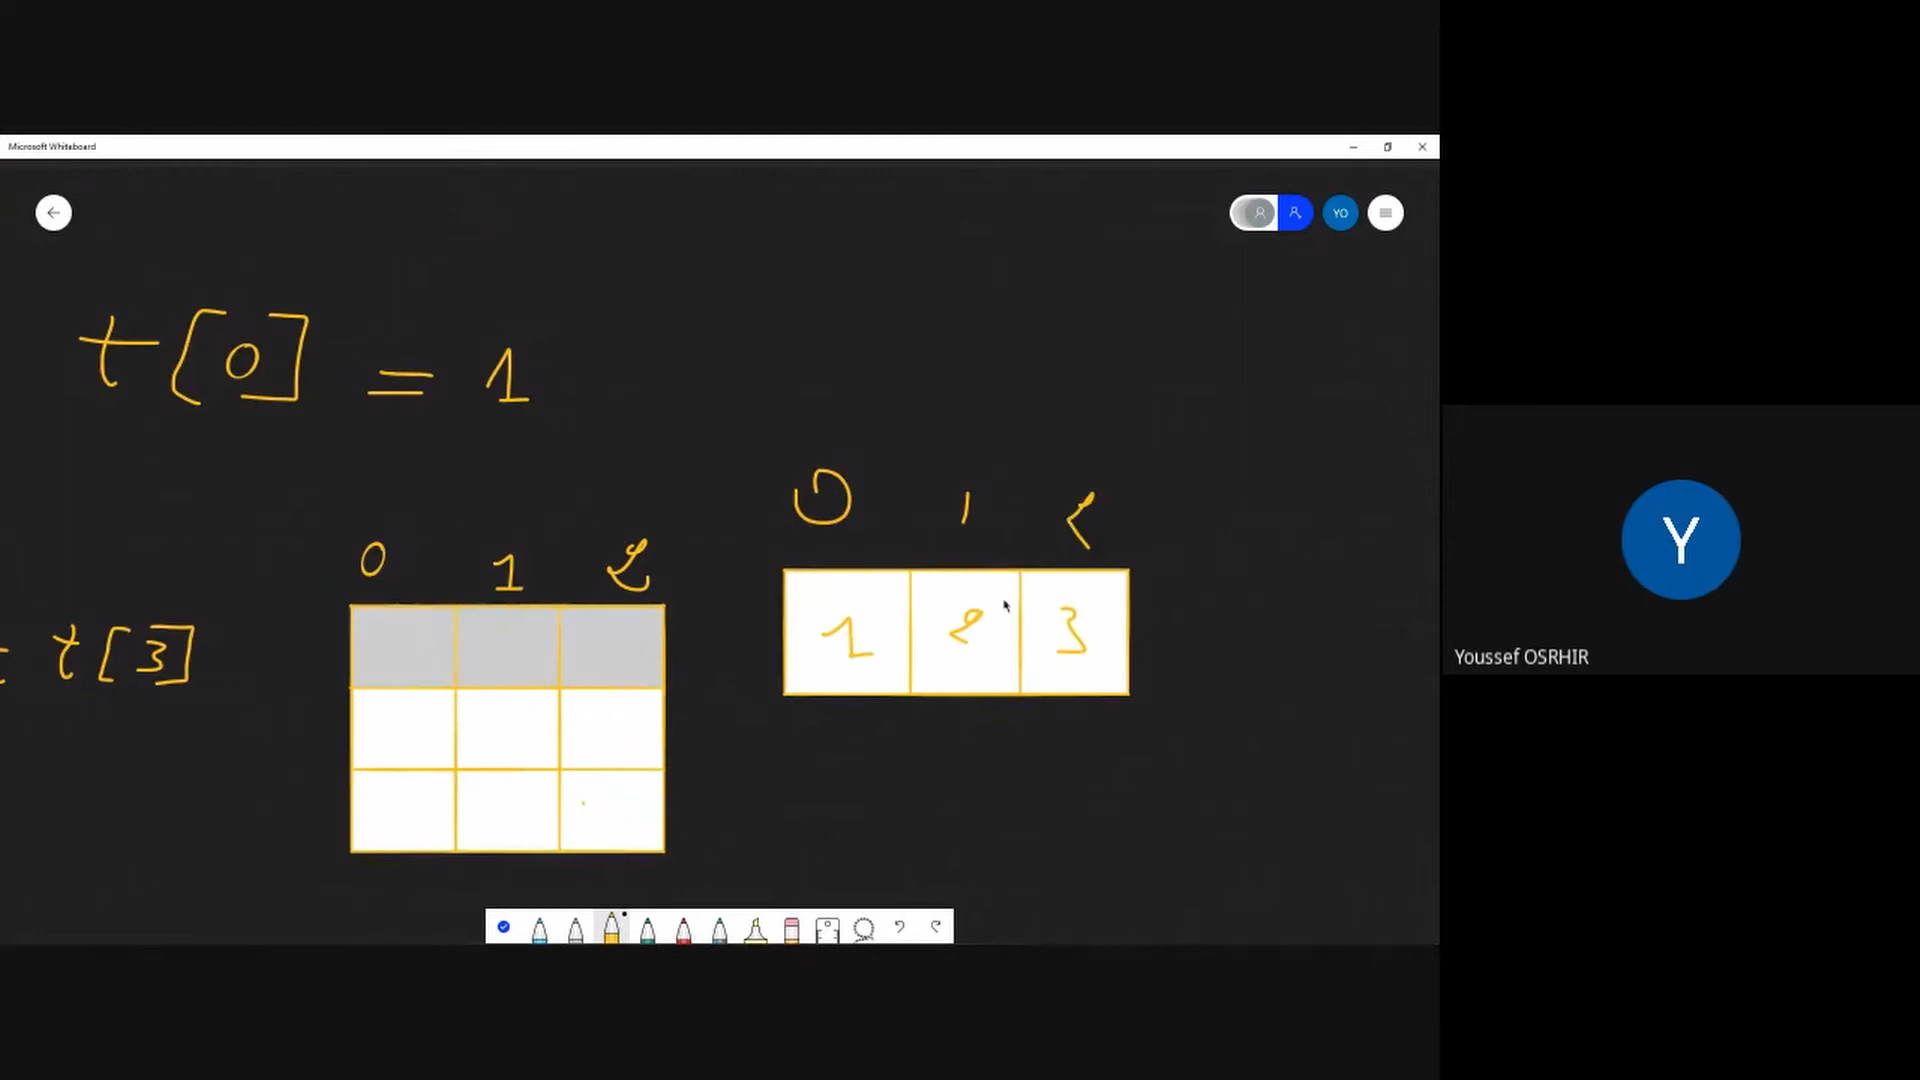 Microsoft Whiteboard
YO
t[0] = 1
0 1 2
0 1 2
t[3]
1 2 3
Y
Youssef OSRHIR